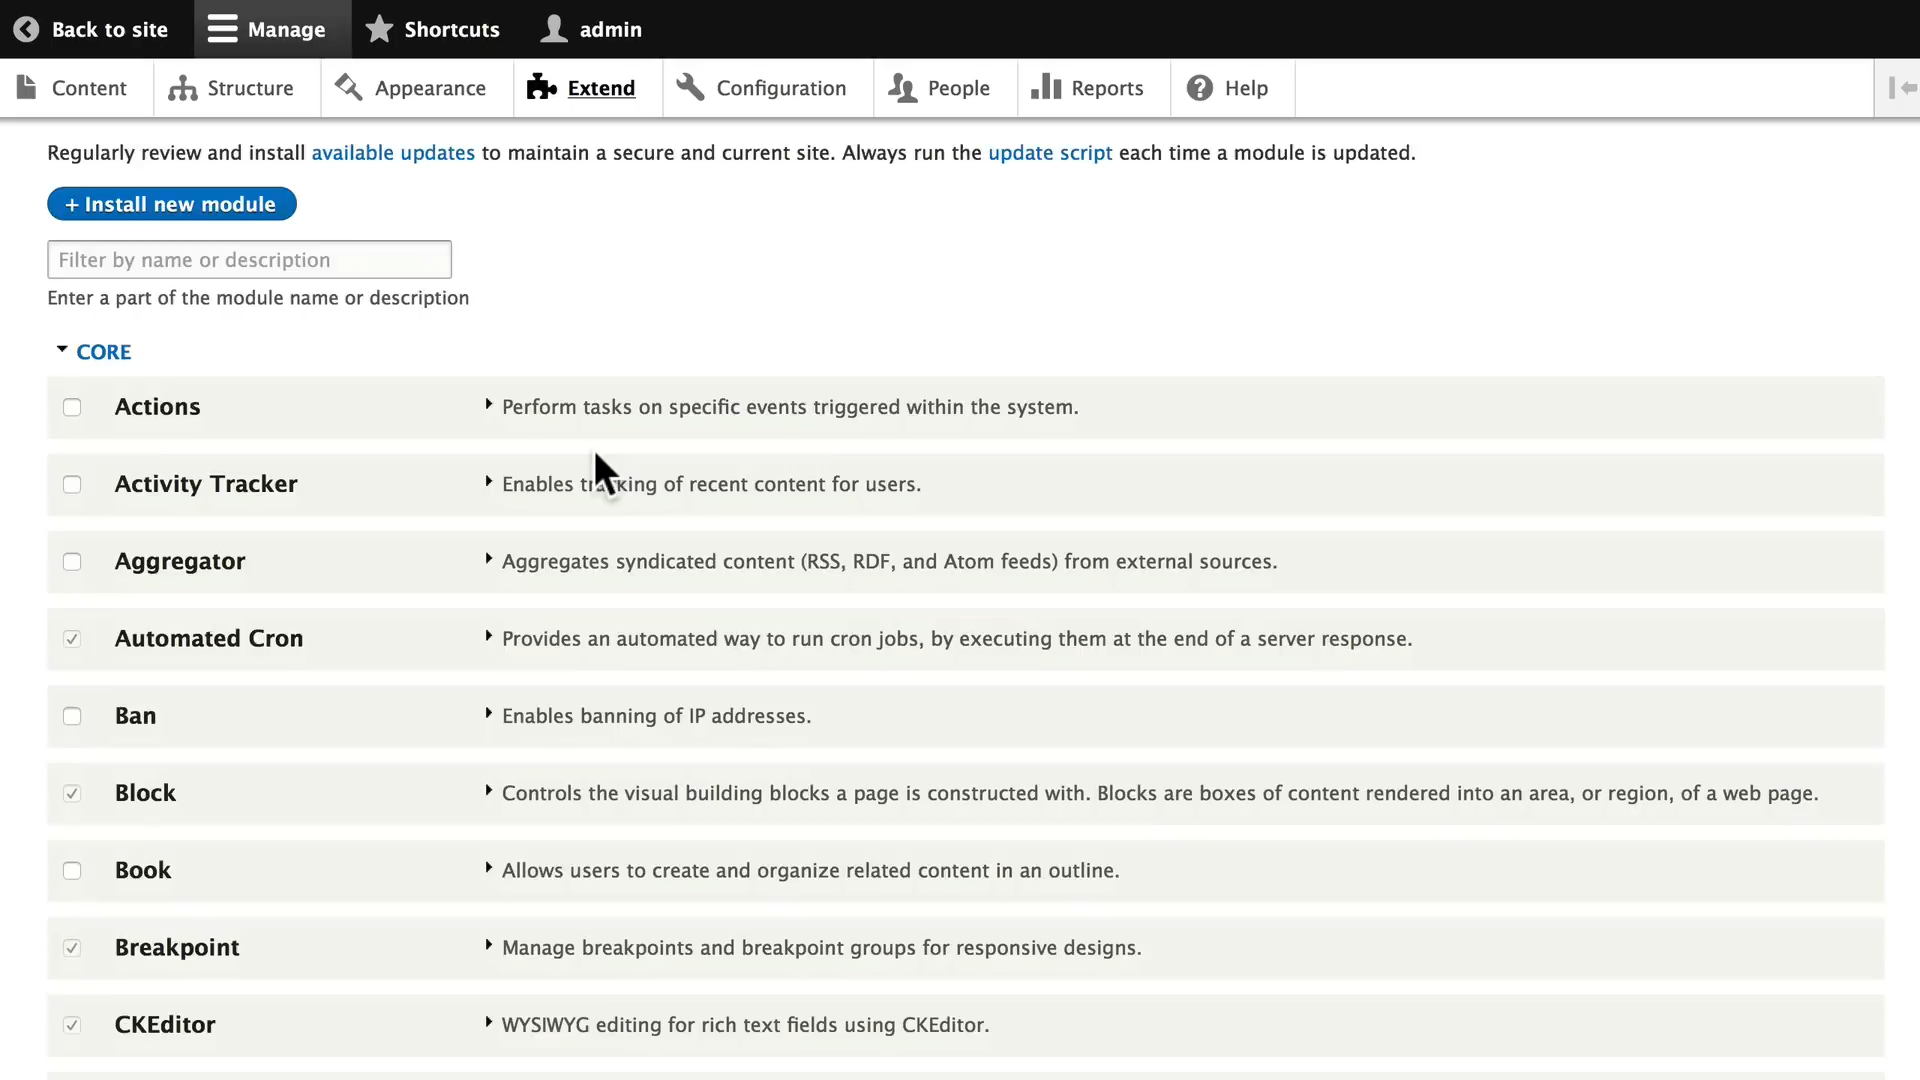 Back to site Manage Shortcuts admin
Content Structure Appearance Extend Configuration People Reports Help
Regularly review and install available updates to maintain a secure and current site. Always run the update script each time a module is updated.
+ Install new module
Filter by name or description
Enter a part of the module name or description
CORE
Actions Perform tasks on specific events triggered within the system.
Activity Tracker Enables tracking of recent content for users.
Aggregator Aggregates syndicated content (RSS, RDF, and Atom feeds) from external sources.
Automated Cron Provides an automated way to run cron jobs, by executing them at the end of a server response.
Ban Enables banning of IP addresses.
Block Controls the visual building blocks a page is constructed with. Blocks are boxes of content rendered into an area, or region, of a web page.
Book Allows users to create and organize related content in an outline.
Breakpoint Manage breakpoints and breakpoint groups for responsive designs.
CKEditor WYSIWYG editing for rich text fields using CKEditor.